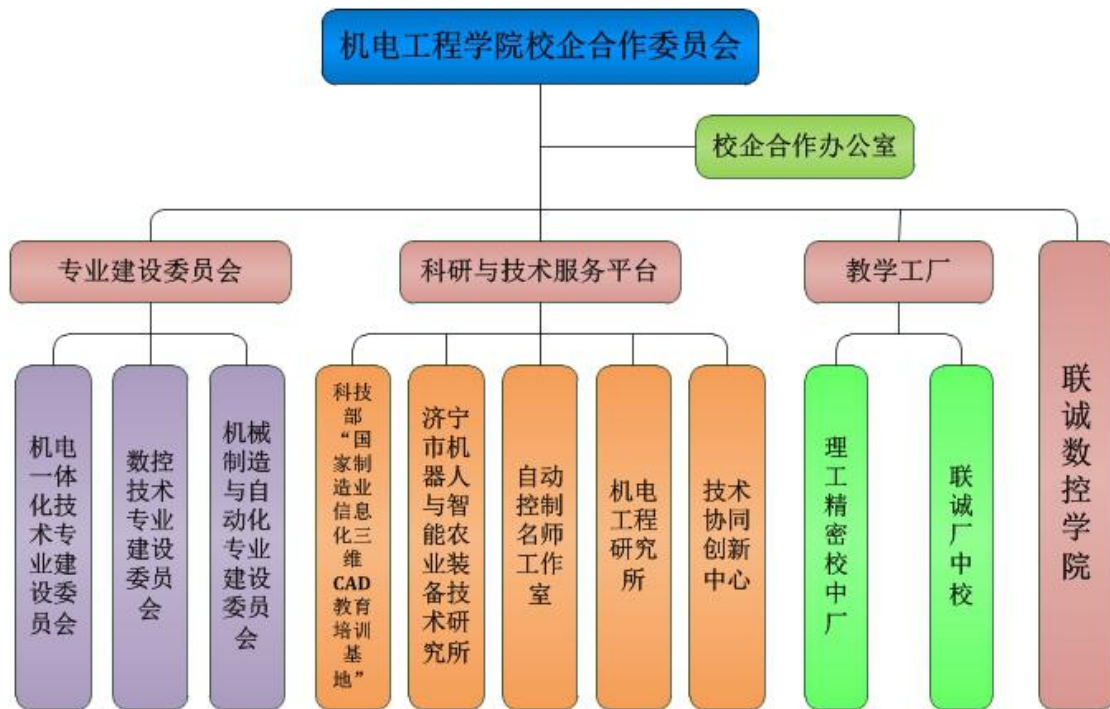 机电工程学院校企合作委员会
校企合作办公室
专业建设委员会
科研与技术服务平台
教学工厂
联诚数控学院
机电
一体
化技
术专
业建
设委
员会
数控
技术
专业
建设
委员
会
机械
制造
与自
动化
专业
建设
委员
会
科技
部
“国
家制
造业
信息
化三
维
CAD
教育
培训
基
地”
济宁
市机
器人
与智
能农
业装
备技
术研
究所
自动
控制
名师
工作
室
机电
工程
研究
所
技术
协同
创新
中心
理工精密校中厂
联诚厂中校